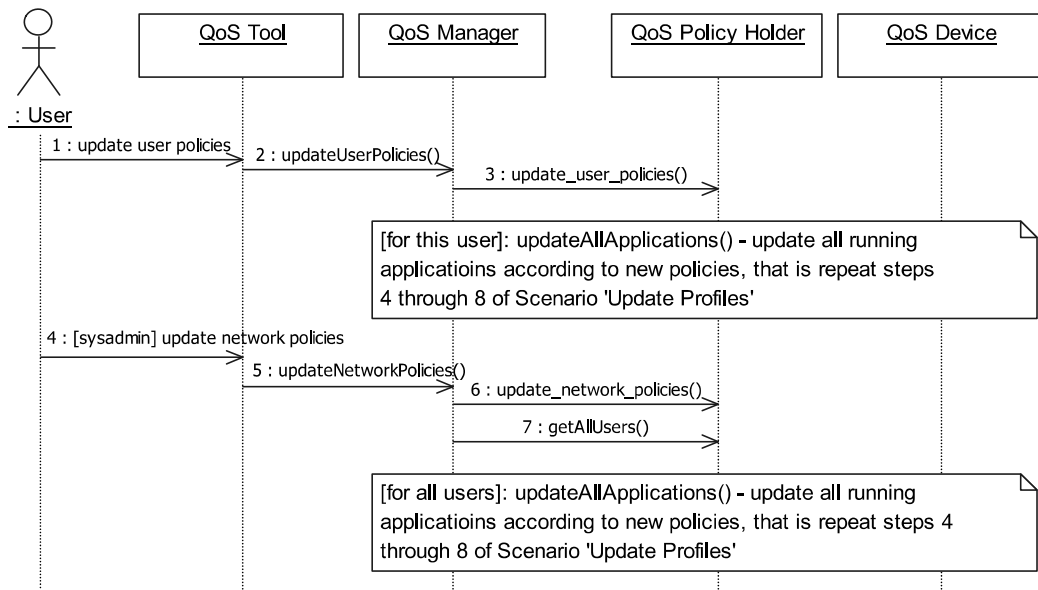 QoS Tool
QoS Manager
QoS Policy Holder
QoS Device
: User
1 : update user policies
2 : updateUserPolicies()
3 : update_user_policies()
[for this user]: updateAllApplications() - update all running
applicatioins according to new policies, that is repeat steps
4 through 8 of Scenario 'Update Profiles'
4 : [sysadmin] update network policies
5 : updateNetworkPolicies()
6 : update_network_policies()
7 : getAllUsers()
[for all users]: updateAllApplications() - update all running
applicatioins according to new policies, that is repeat steps 4
through 8 of Scenario 'Update Profiles'